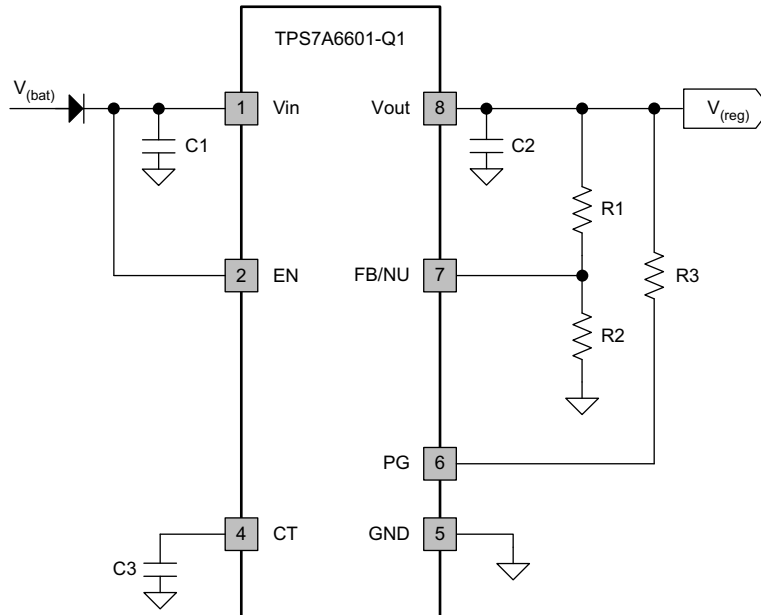 TPS7A6601-Q1
V(bat)
1 Vin
Vout 8
V(reg)
C1
C2
R1
2 EN
FB/NU 7
R3
R2
PG 6
4 CT
GND 5
C3